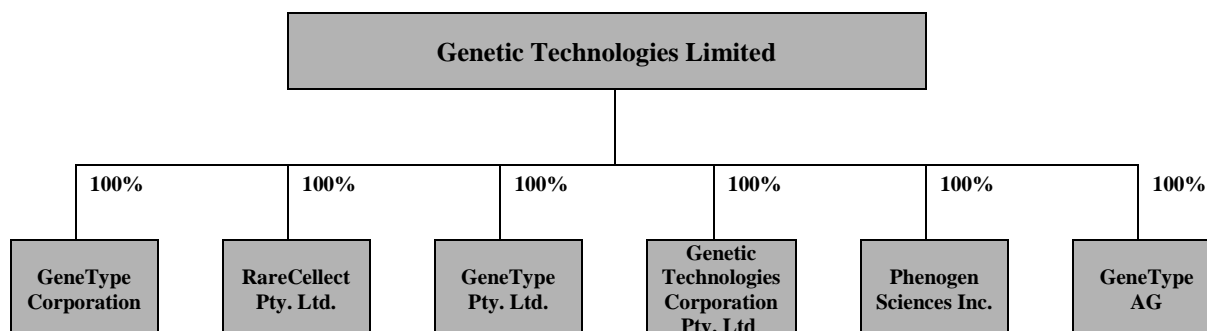 Genetic Technologies Limited
100% 100% 100% 100% 100% 100%
GeneType
Corporation
RareCellect
Pty. Ltd.
GeneType
Pty. Ltd.
Genetic
Technologies
Corporation
Pty. Ltd
Phenogen
Sciences Inc.
GeneType
AG